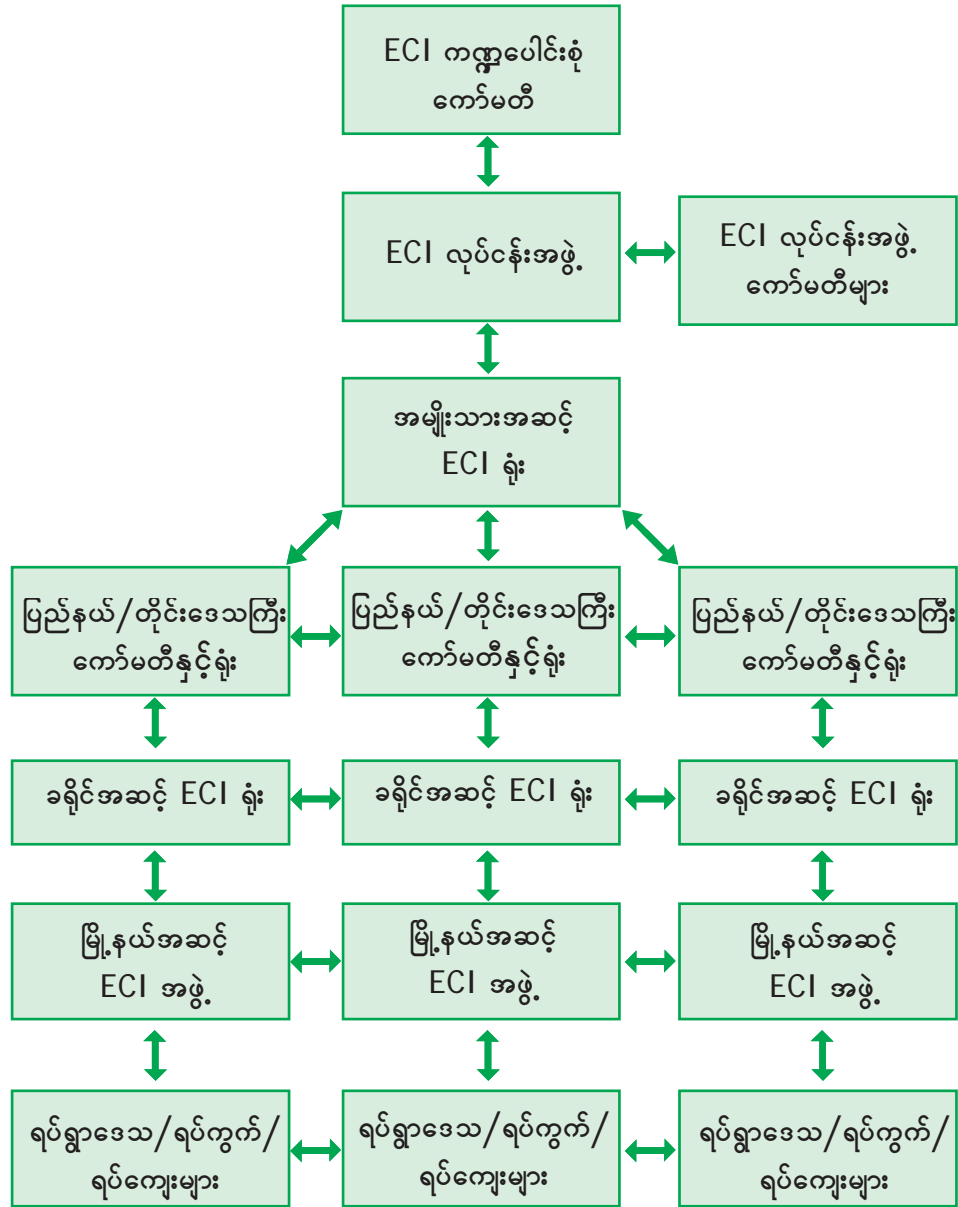 ECI ကဏ္ဍပေါင်းစုံ
ကော်မတီ
ECI လုပ်ငန်းအဖွဲ့
ECI လုပ်ငန်းအဖွဲ့
ကော်မတီများ
အမျိုးသားအဆင့်
ECI ရုံး
ပြည်နယ်/တိုင်းဒေသကြီး
ကော်မတီနှင့်ရုံး
ပြည်နယ်/တိုင်းဒေသကြီး
ကော်မတီနှင့်ရုံး
ပြည်နယ်/တိုင်းဒေသကြီး
ကော်မတီနှင့်ရုံး
ခရိုင်အဆင့် ECI ရုံး
ခရိုင်အဆင့် ECI ရုံး
ခရိုင်အဆင့် ECI ရုံး
မြို့နယ်အဆင့်
ECI အဖွဲ့
မြို့နယ်အဆင့်
ECI အဖွဲ့
မြို့နယ်အဆင့်
ECI အဖွဲ့
ရပ်ရွာဒေသ/ရပ်ကွက်/
ရပ်ကျေးများ
ရပ်ရွာဒေသ/ရပ်ကွက်/
ရပ်ကျေးများ
ရပ်ရွာဒေသ/ရပ်ကွက်/
ရပ်ကျေးများ